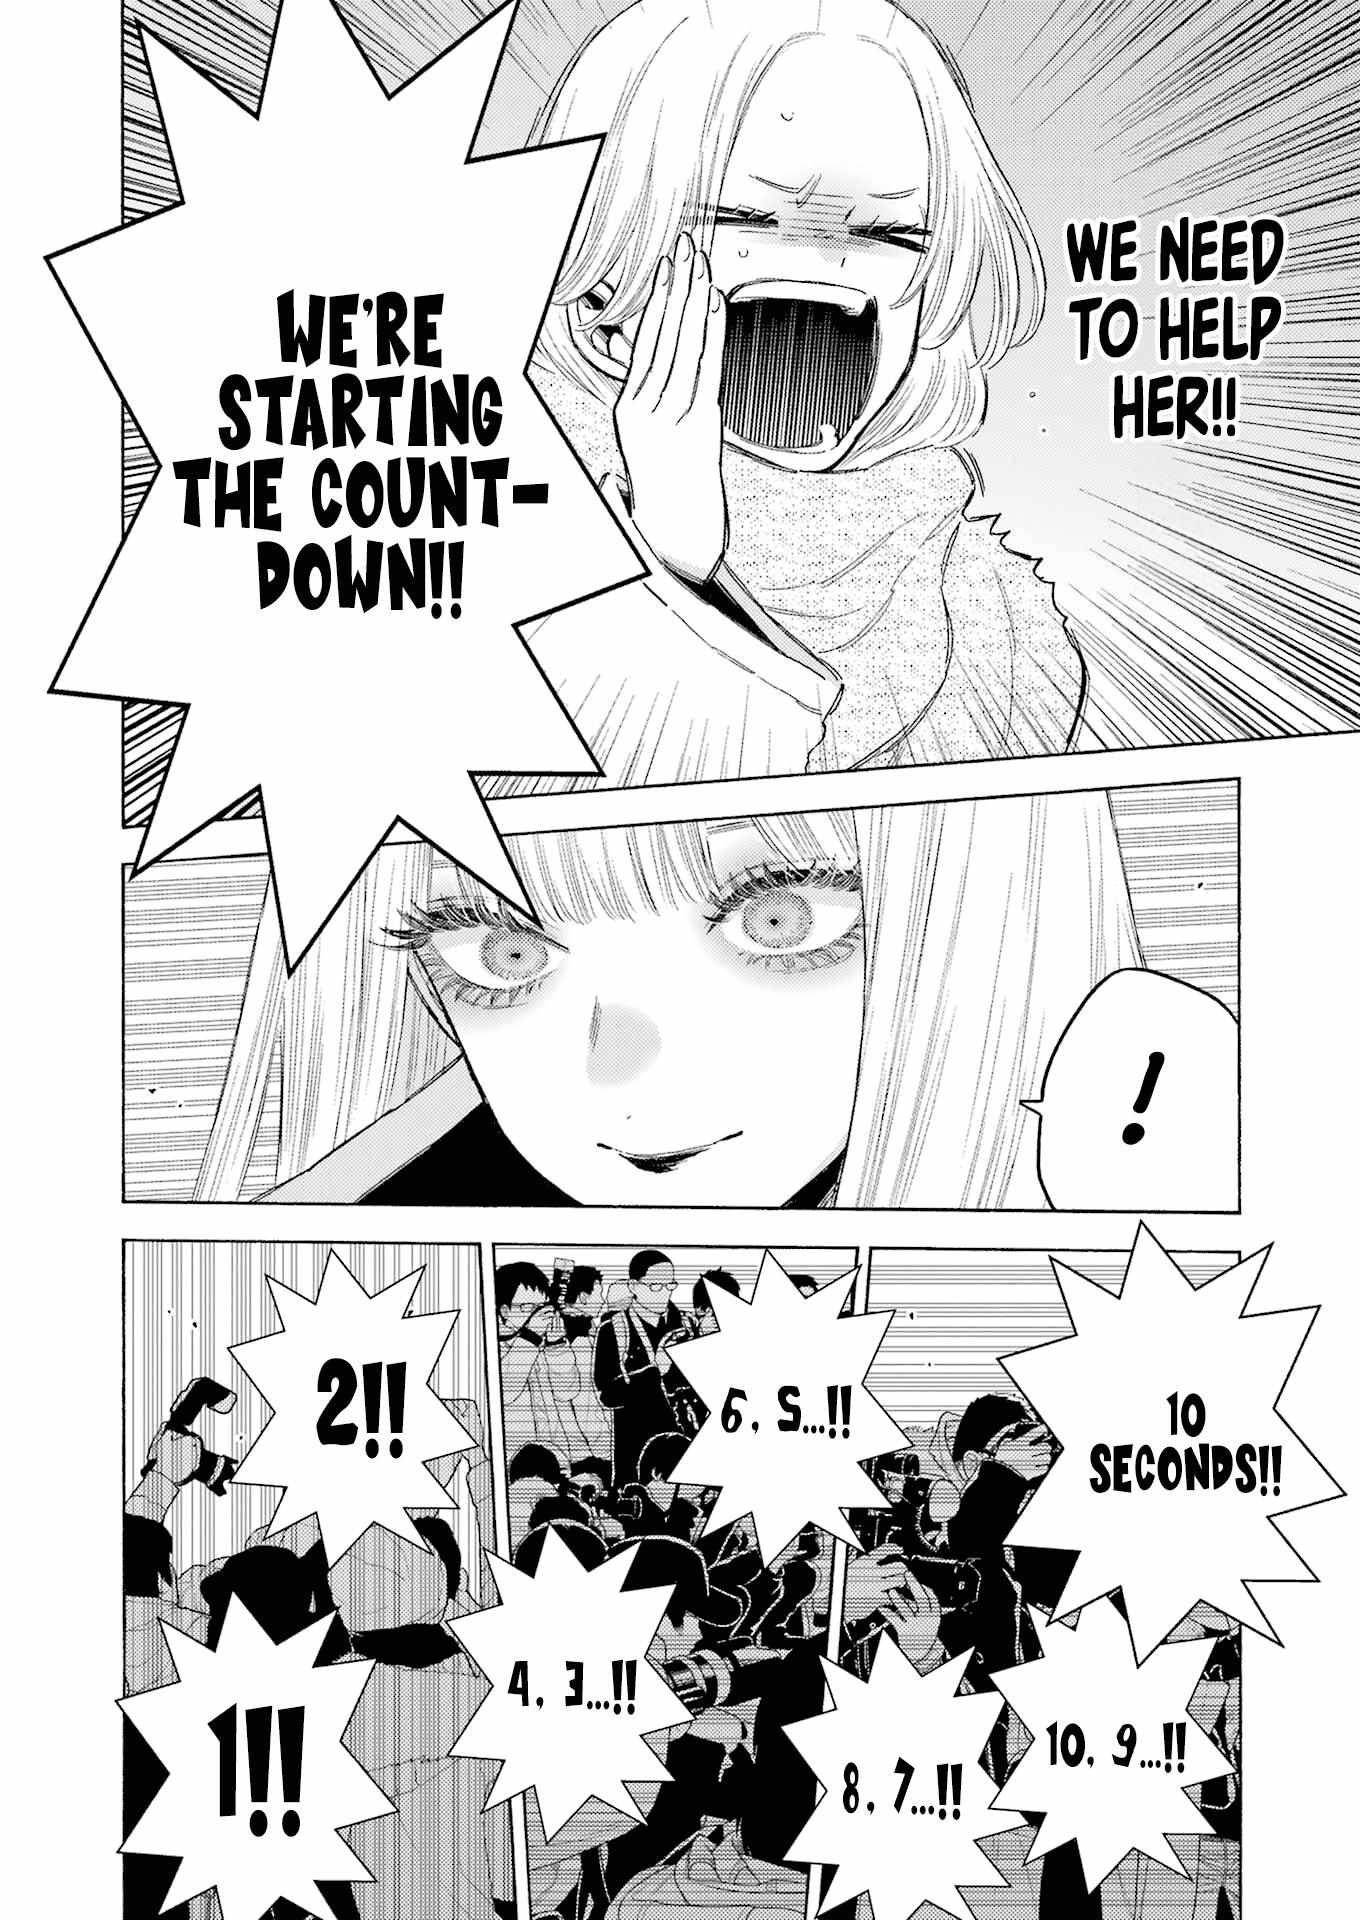 WE NEED
TO HELP
HER!!
WE'RE
STARTING
THE COUNT-
DOWN!!
!
10
SECONDS!!
10, 9...!!
8, 7...!!
6, 5...!!
4, 3...!!
2!!
1!!